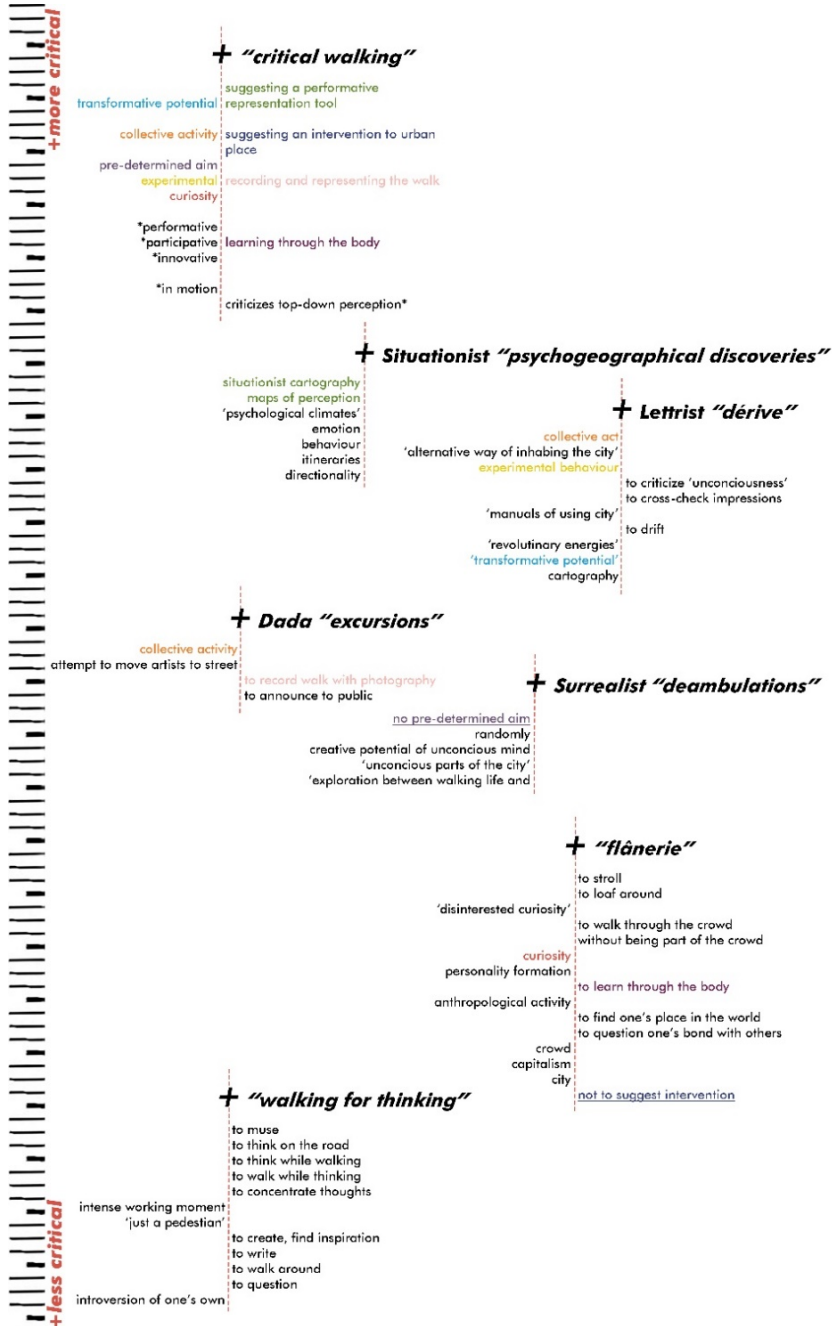 +more critical
+ "critical walking"
suggesting a performative
transformative potential representation tool
collective activity suggesting an intervention to urban
place
pre-determined aim
experimental recording and representing the walk
curiosity
*performative
*participative learning through the body
*innovative
*in motion
criticizes top-down perception*
+ Situationist "psychogeographical discoveries"
situationist cartography
maps of perception
'psychological climates'
emotion
behaviour
itineraries
directionality
+ Lettrist "dérive"
collective act
'alternative way of inhabing the city'
experimental behaviour
to criticize 'unconciousness'
to cross-check impressions
'manuals of using city'
to drift
'revolutinary energies'
'transformative potential'
cartography
+ Dada "excursions"
collective activity
attempt to move artists to street
to record walk with photography
to announce to public
+ Surrealist "deambulations"
no pre-determined aim
randomly
creative potential of unconcious mind
'unconcious parts of the city'
'exploration between walking life and
+ "flânerie"
to stroll
to loaf around
'disinterested curiosity'
to walk through the crowd
without being part of the crowd
curiosity
personality formation
to learn through the body
anthropological activity
to find one's place in the world
to question one's bond with others
crowd
capitalism
city
not to suggest intervention
+ "walking for thinking"
to muse
to think on the road
to think while walking
to walk while thinking
to concentrate thoughts
intense working moment
'just a pedestian'
to create, find inspiration
to write
to walk around
to question
introversion of one's own
+less critical